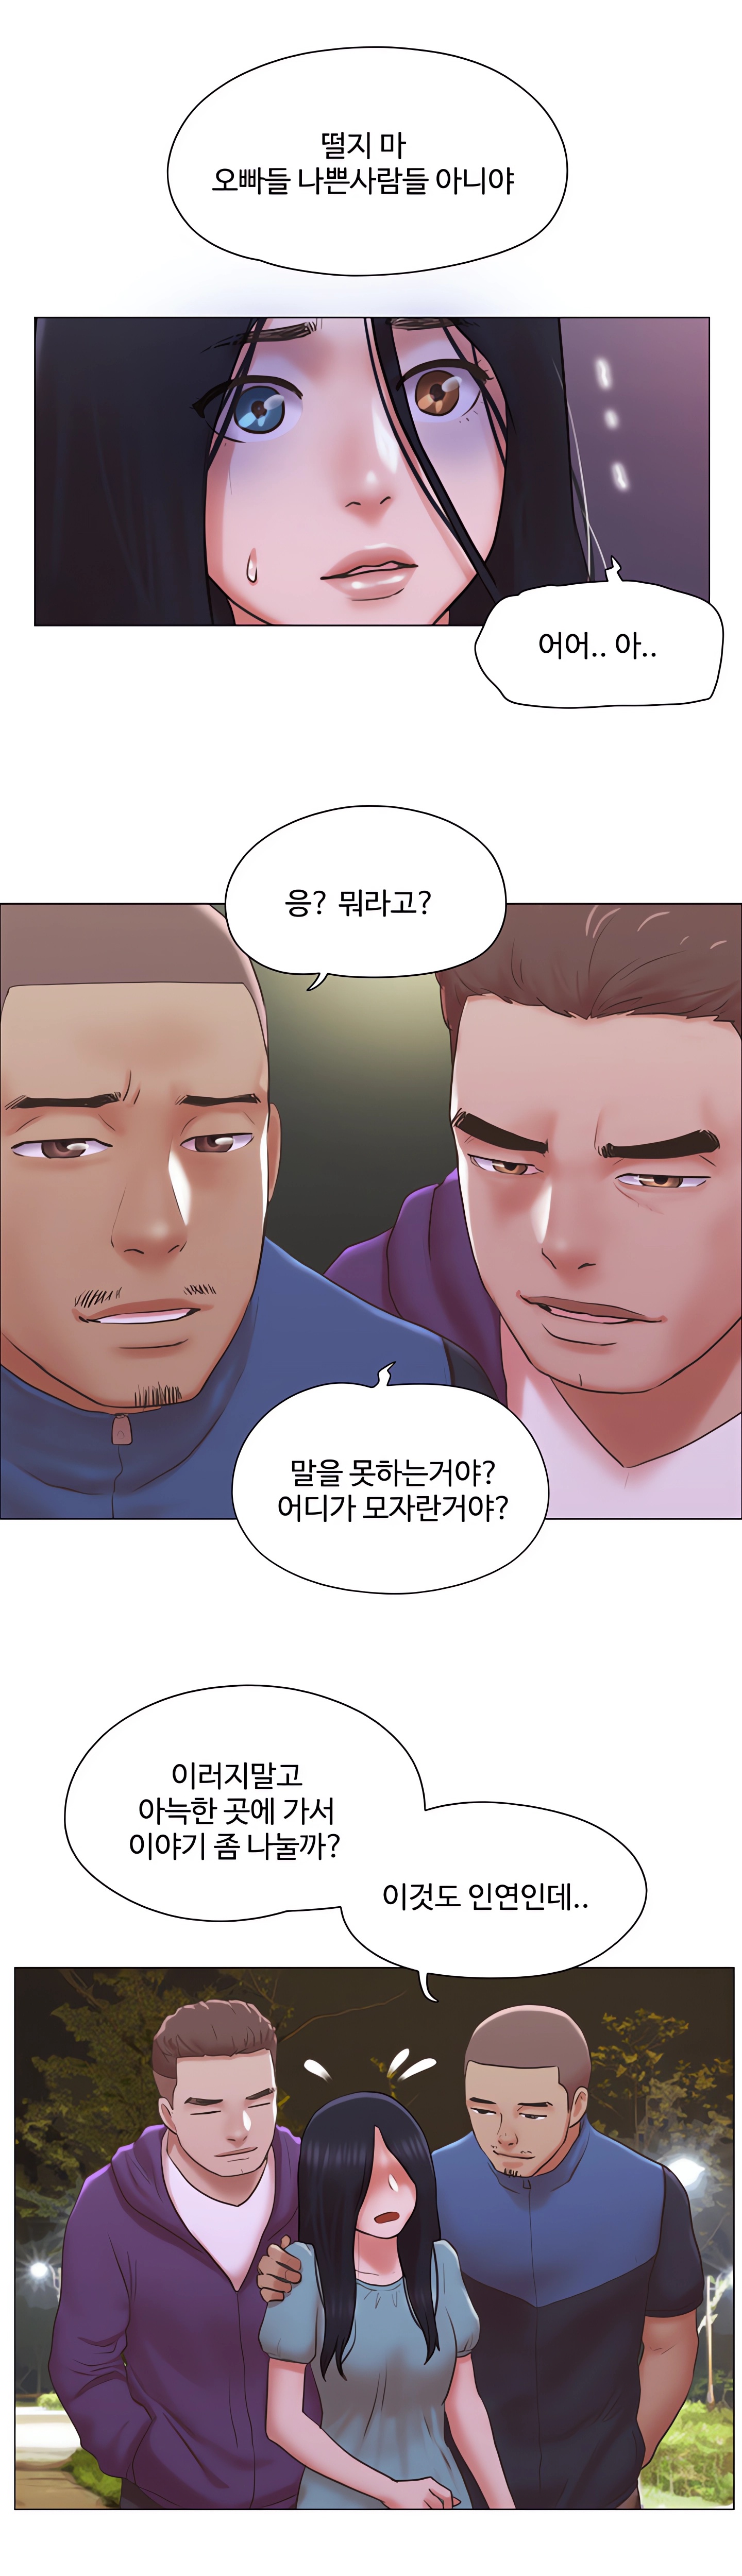 떨지 마
오빠들 나쁜사람들 아니야
어어.. 아..
응? 뭐라고?
말을 못하는거야?
어디가 모자란거야?
이러지말고
아늑한 곳에 가서
이야기 좀 나눌까?
이것도 인연인데..